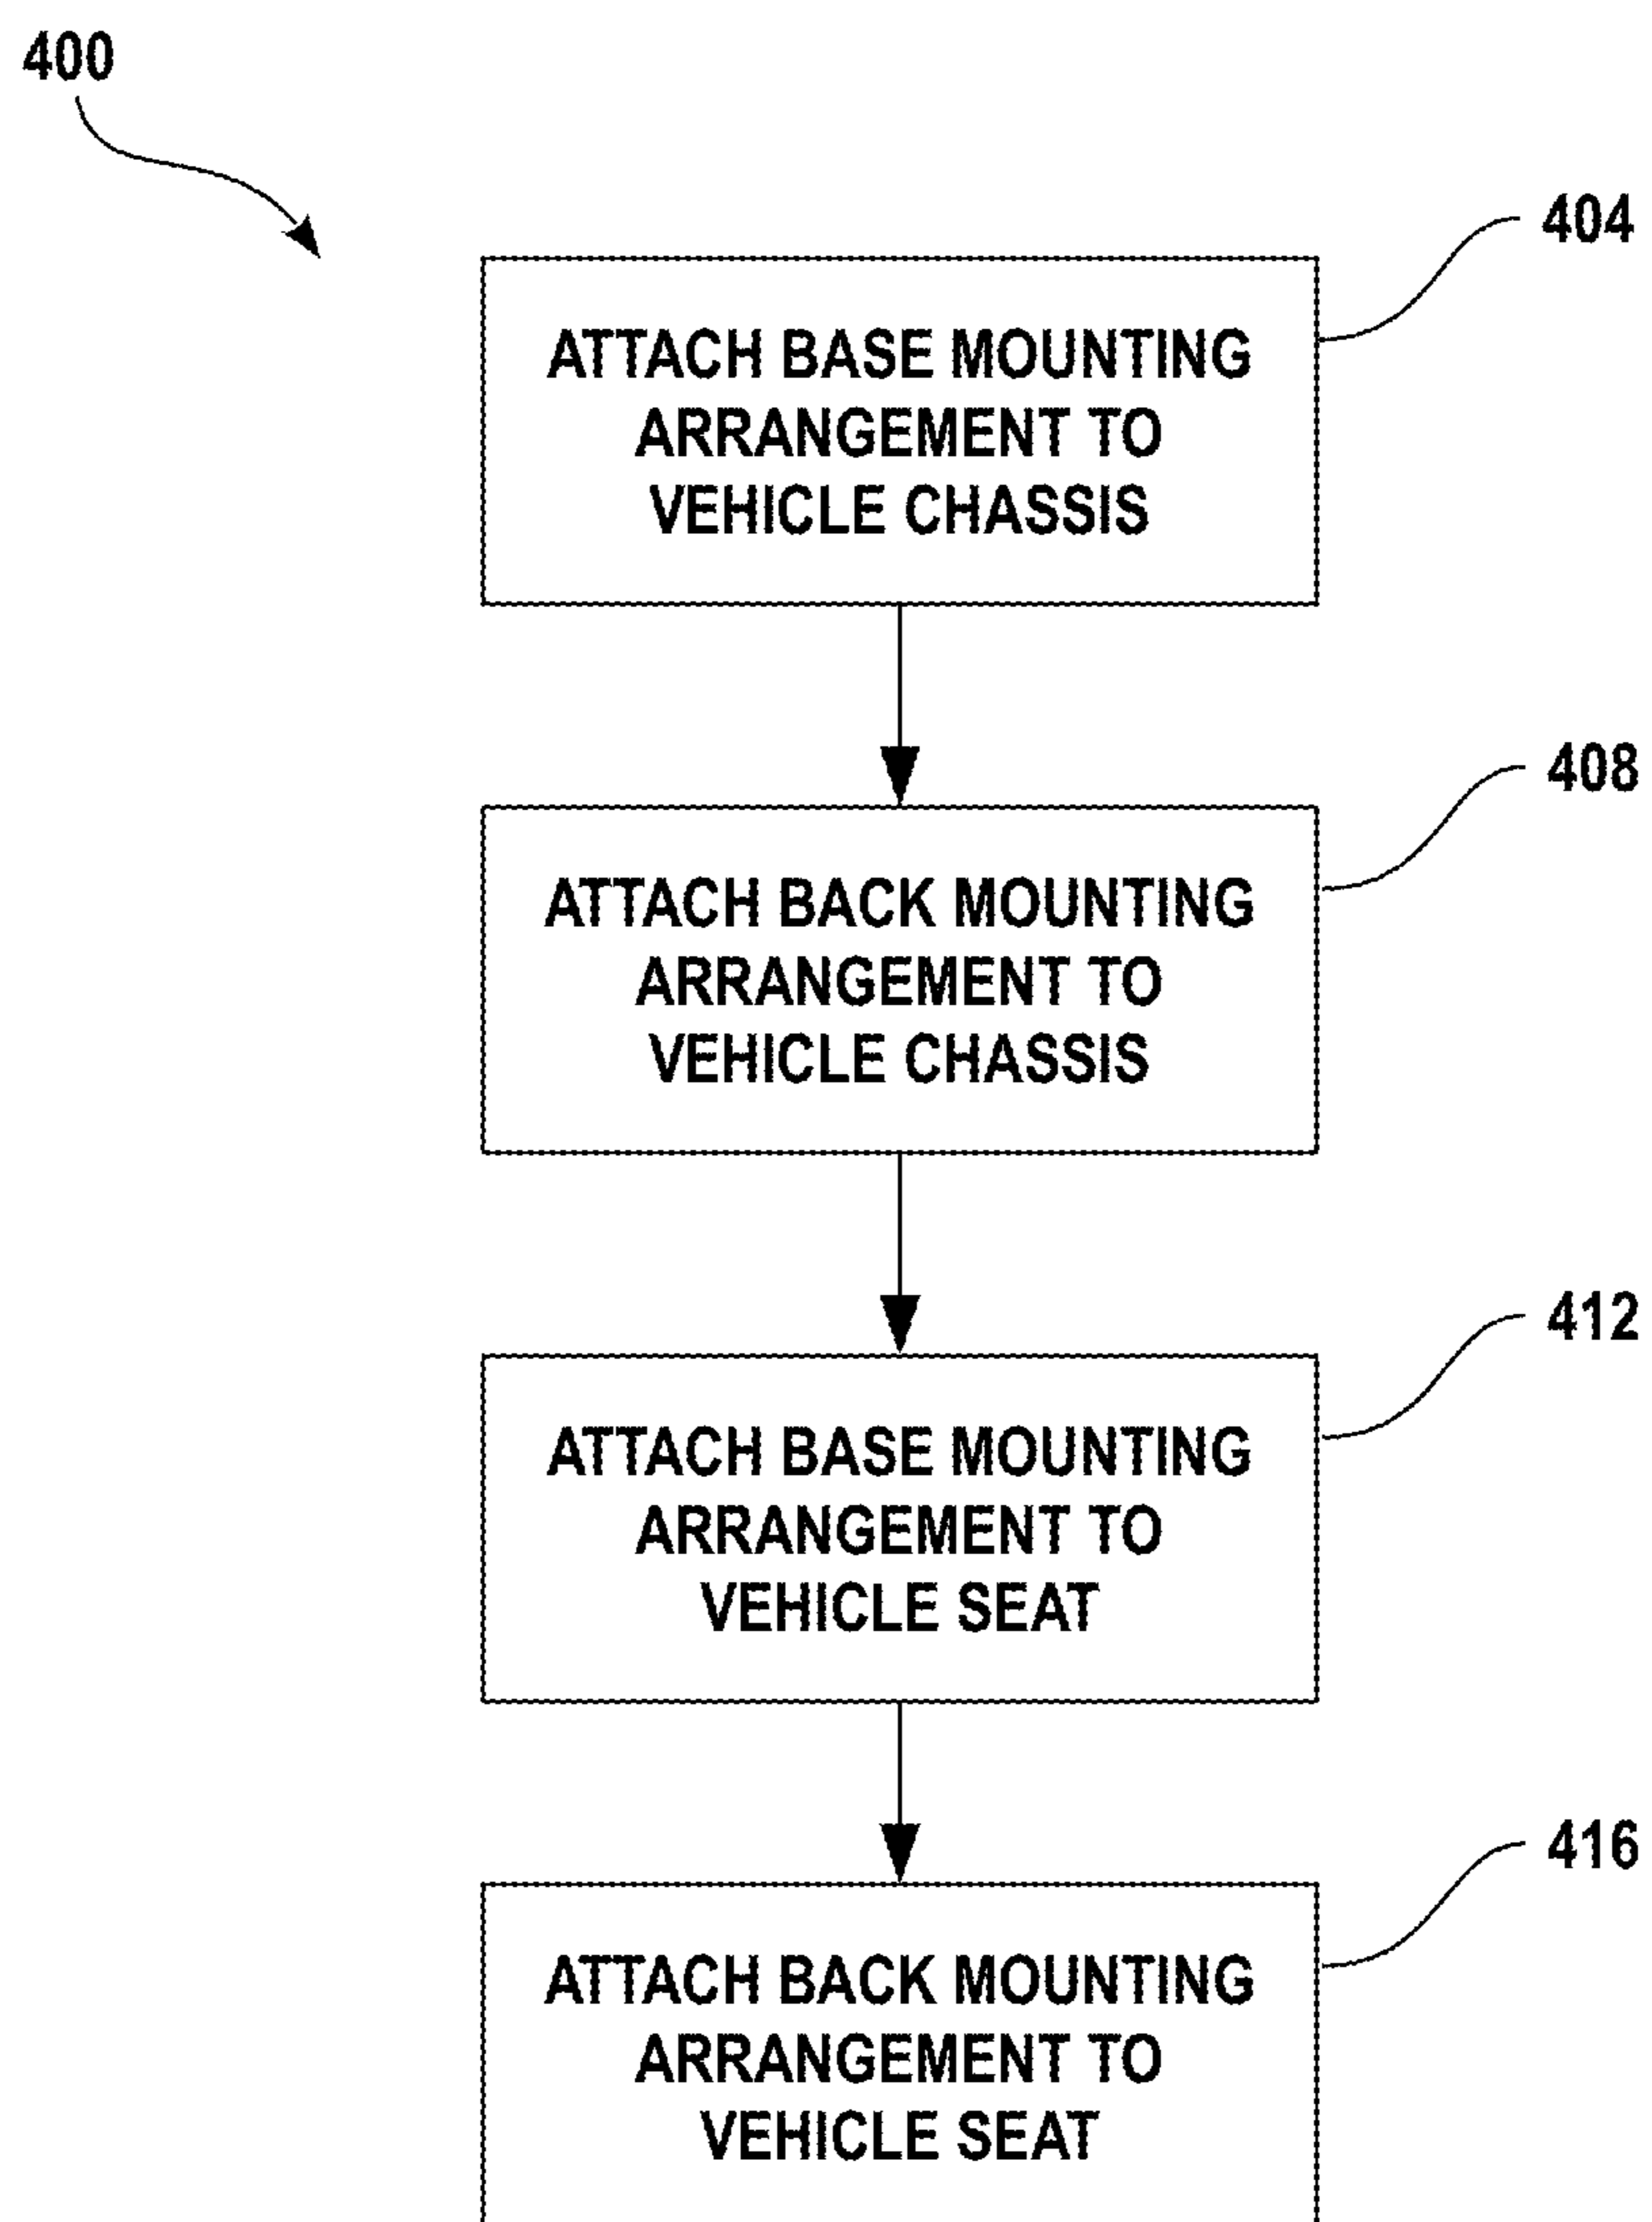 400
404
ATTACH BASE MOUNTING
ARRANGEMENT TO
VEHICLE CHASSIS
408
ATTACH BACK MOUNTING
ARRANGEMENT TO
VEHICLE CHASSIS
412
ATTACH BASE MOUNTING
ARRANGEMENT TO
VEHICLE SEAT
416
ATTACH BACK MOUNTING
ARRANGEMENT TO
VEHICLE SEAT